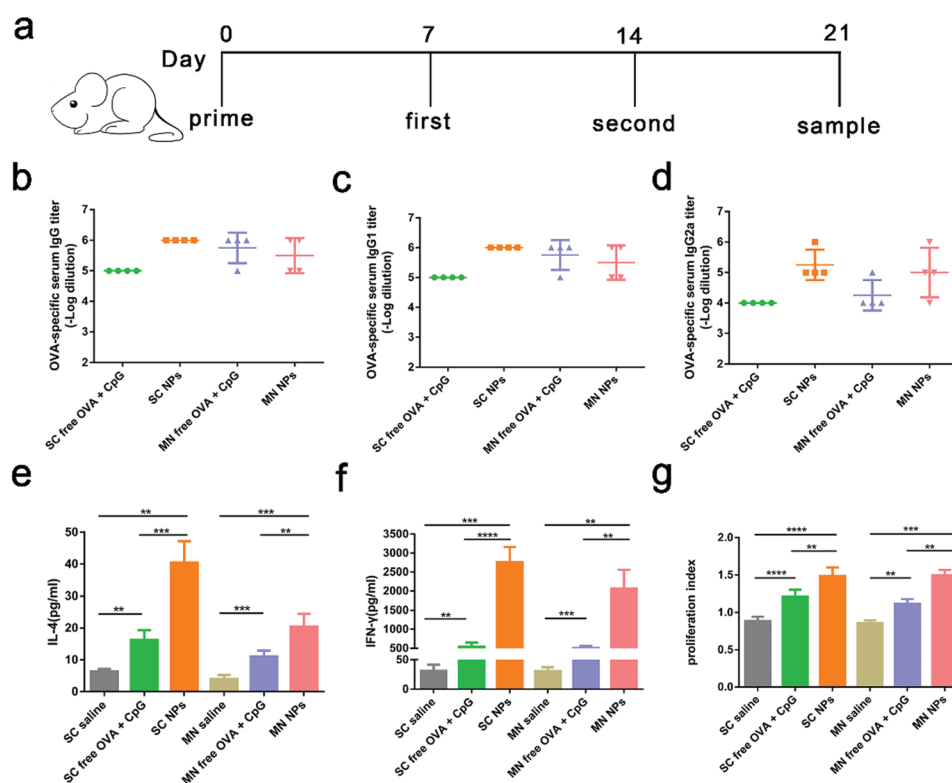 a
0 7 14 21
Day
prime first second sample
b
OVA-specific serum IgG titer
(-Log dilution)
7
6
5
4
3
2
SC free OVA + CpG
SC NPs
MN free OVA + CpG
MN NPs
c
OVA-specific serum IgG1 titer
(-Log dilution)
7
6
5
4
3
2
SC free OVA + CpG
SC NPs
MN free OVA + CpG
MN NPs
d
OVA-specific serum IgG2a titer
(-Log dilution)
7
6
5
4
3
2
SC free OVA + CpG
SC NPs
MN free OVA + CpG
MN NPs
e
IL-4(pg/ml)
50
40
30
20
10
0
** ***
*** **
** ***
SC saline
SC free OVA + CpG
SC NPs
MN saline
MN free OVA + CpG
MN NPs
f
IFN-γ(pg/ml)
3500
3000
2500
2000
1500
1000
500
50
0
*** **
**** **
** ***
SC saline
SC free OVA + CpG
SC NPs
MN saline
MN free OVA + CpG
MN NPs
g
proliferation index
2.0
1.5
1.0
0.5
0.0
**** ***
** **
**** **
SC saline
SC free OVA + CpG
SC NPs
MN saline
MN free OVA + CpG
MN NPs